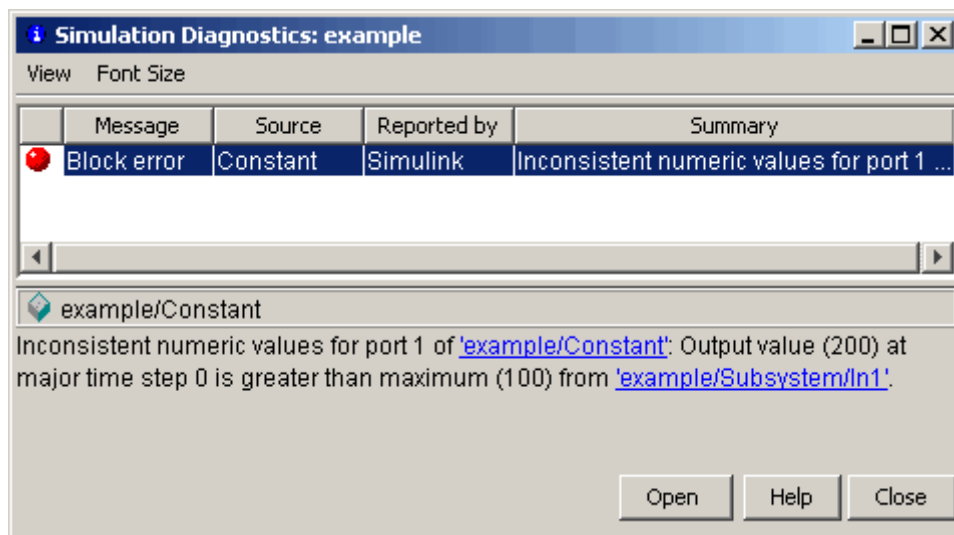 Simulation Diagnostics: example
View Font Size
Message Source Reported by Summary
Block error Constant Simulink Inconsistent numeric values for port 1 ...
example/Constant
Inconsistent numeric values for port 1 of 'example/Constant': Output value (200) at
major time step 0 is greater than maximum (100) from 'example/Subsystem/In1'.
Open Help Close